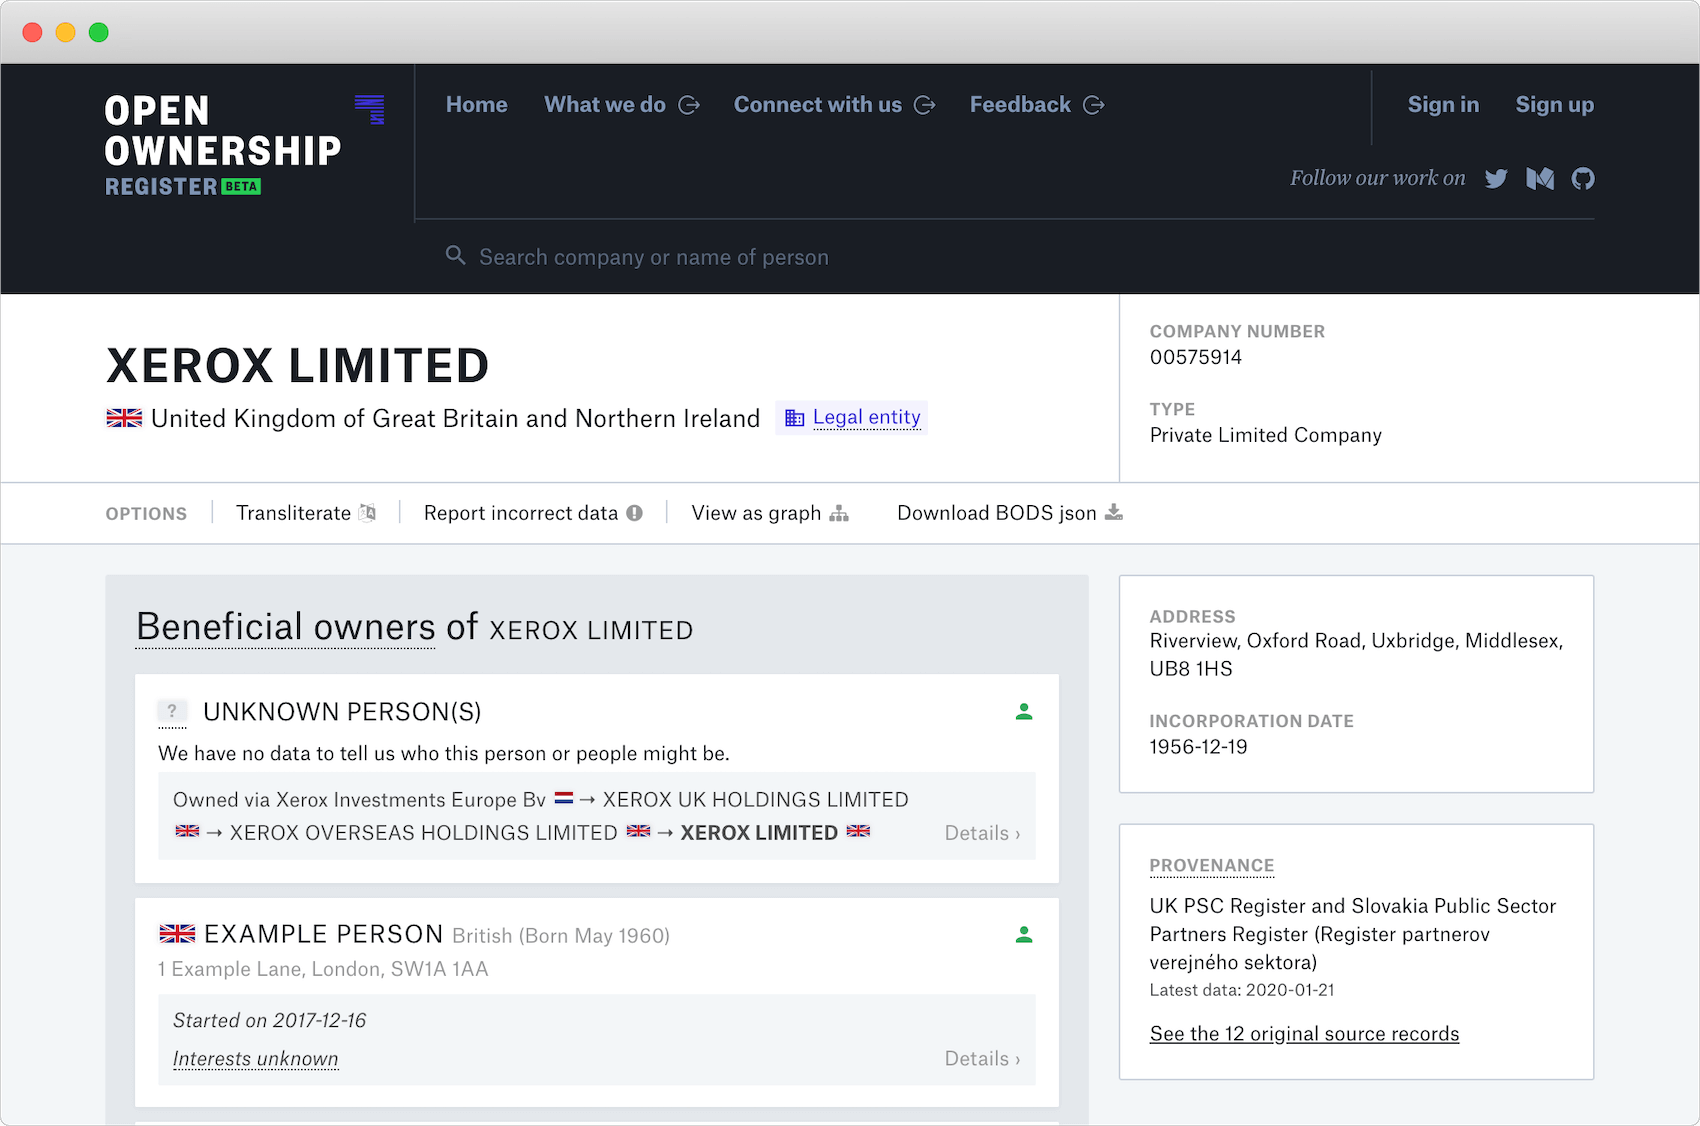 OPEN
OWNERSHIP
REGISTER BETA
Home What we do Connect with us Feedback
Sign in Sign up
Follow our work on
Search company or name of person
XEROX LIMITED
United Kingdom of Great Britain and Northern Ireland Legal entity
COMPANY NUMBER
00575914
TYPE
Private Limited Company
OPTIONS Transliterate Report incorrect data View as graph Download BODS json
Beneficial owners of XEROX LIMITED
? UNKNOWN PERSON(S)
We have no data to tell us who this person or people might be.
Owned via Xerox Investments Europe Bv → XEROX UK HOLDINGS LIMITED
→ XEROX OVERSEAS HOLDINGS LIMITED → XEROX LIMITED Details ›
EXAMPLE PERSON British (Born May 1960)
1 Example Lane, London, SW1A 1AA
Started on 2017-12-16
Interests unknown Details ›
ADDRESS
Riverview, Oxford Road, Uxbridge, Middlesex,
UB8 1HS
INCORPORATION DATE
1956-12-19
PROVENANCE
UK PSC Register and Slovakia Public Sector
Partners Register (Register partnerov
verejného sektora)
Latest data: 2020-01-21
See the 12 original source records